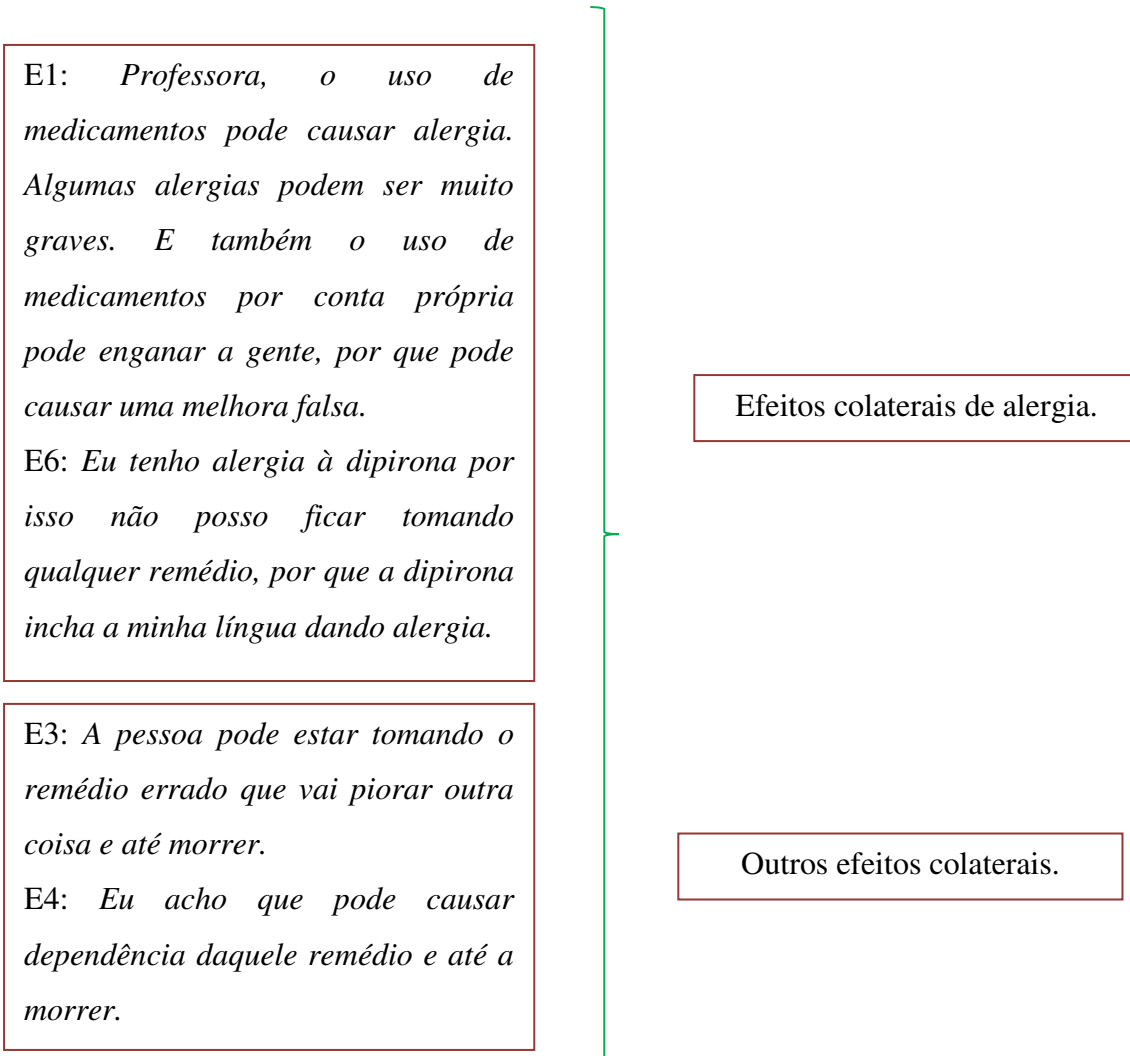 E1: Professora, o uso de
medicamentos pode causar alergia.
Algumas alergias podem ser muito
graves. E também o uso de
medicamentos por conta própria
pode enganar a gente, por que pode
causar uma melhora falsa.
E6: Eu tenho alergia à dipirona por
isso não posso ficar tomando
qualquer remédio, por que a dipirona
incha a minha língua dando alergia.
Efeitos colaterais de alergia.
E3: A pessoa pode estar tomando o
remédio errado que vai piorar outra
coisa e até morrer.
E4: Eu acho que pode causar
dependência daquele remédio e até a
morrer.
Outros efeitos colaterais.